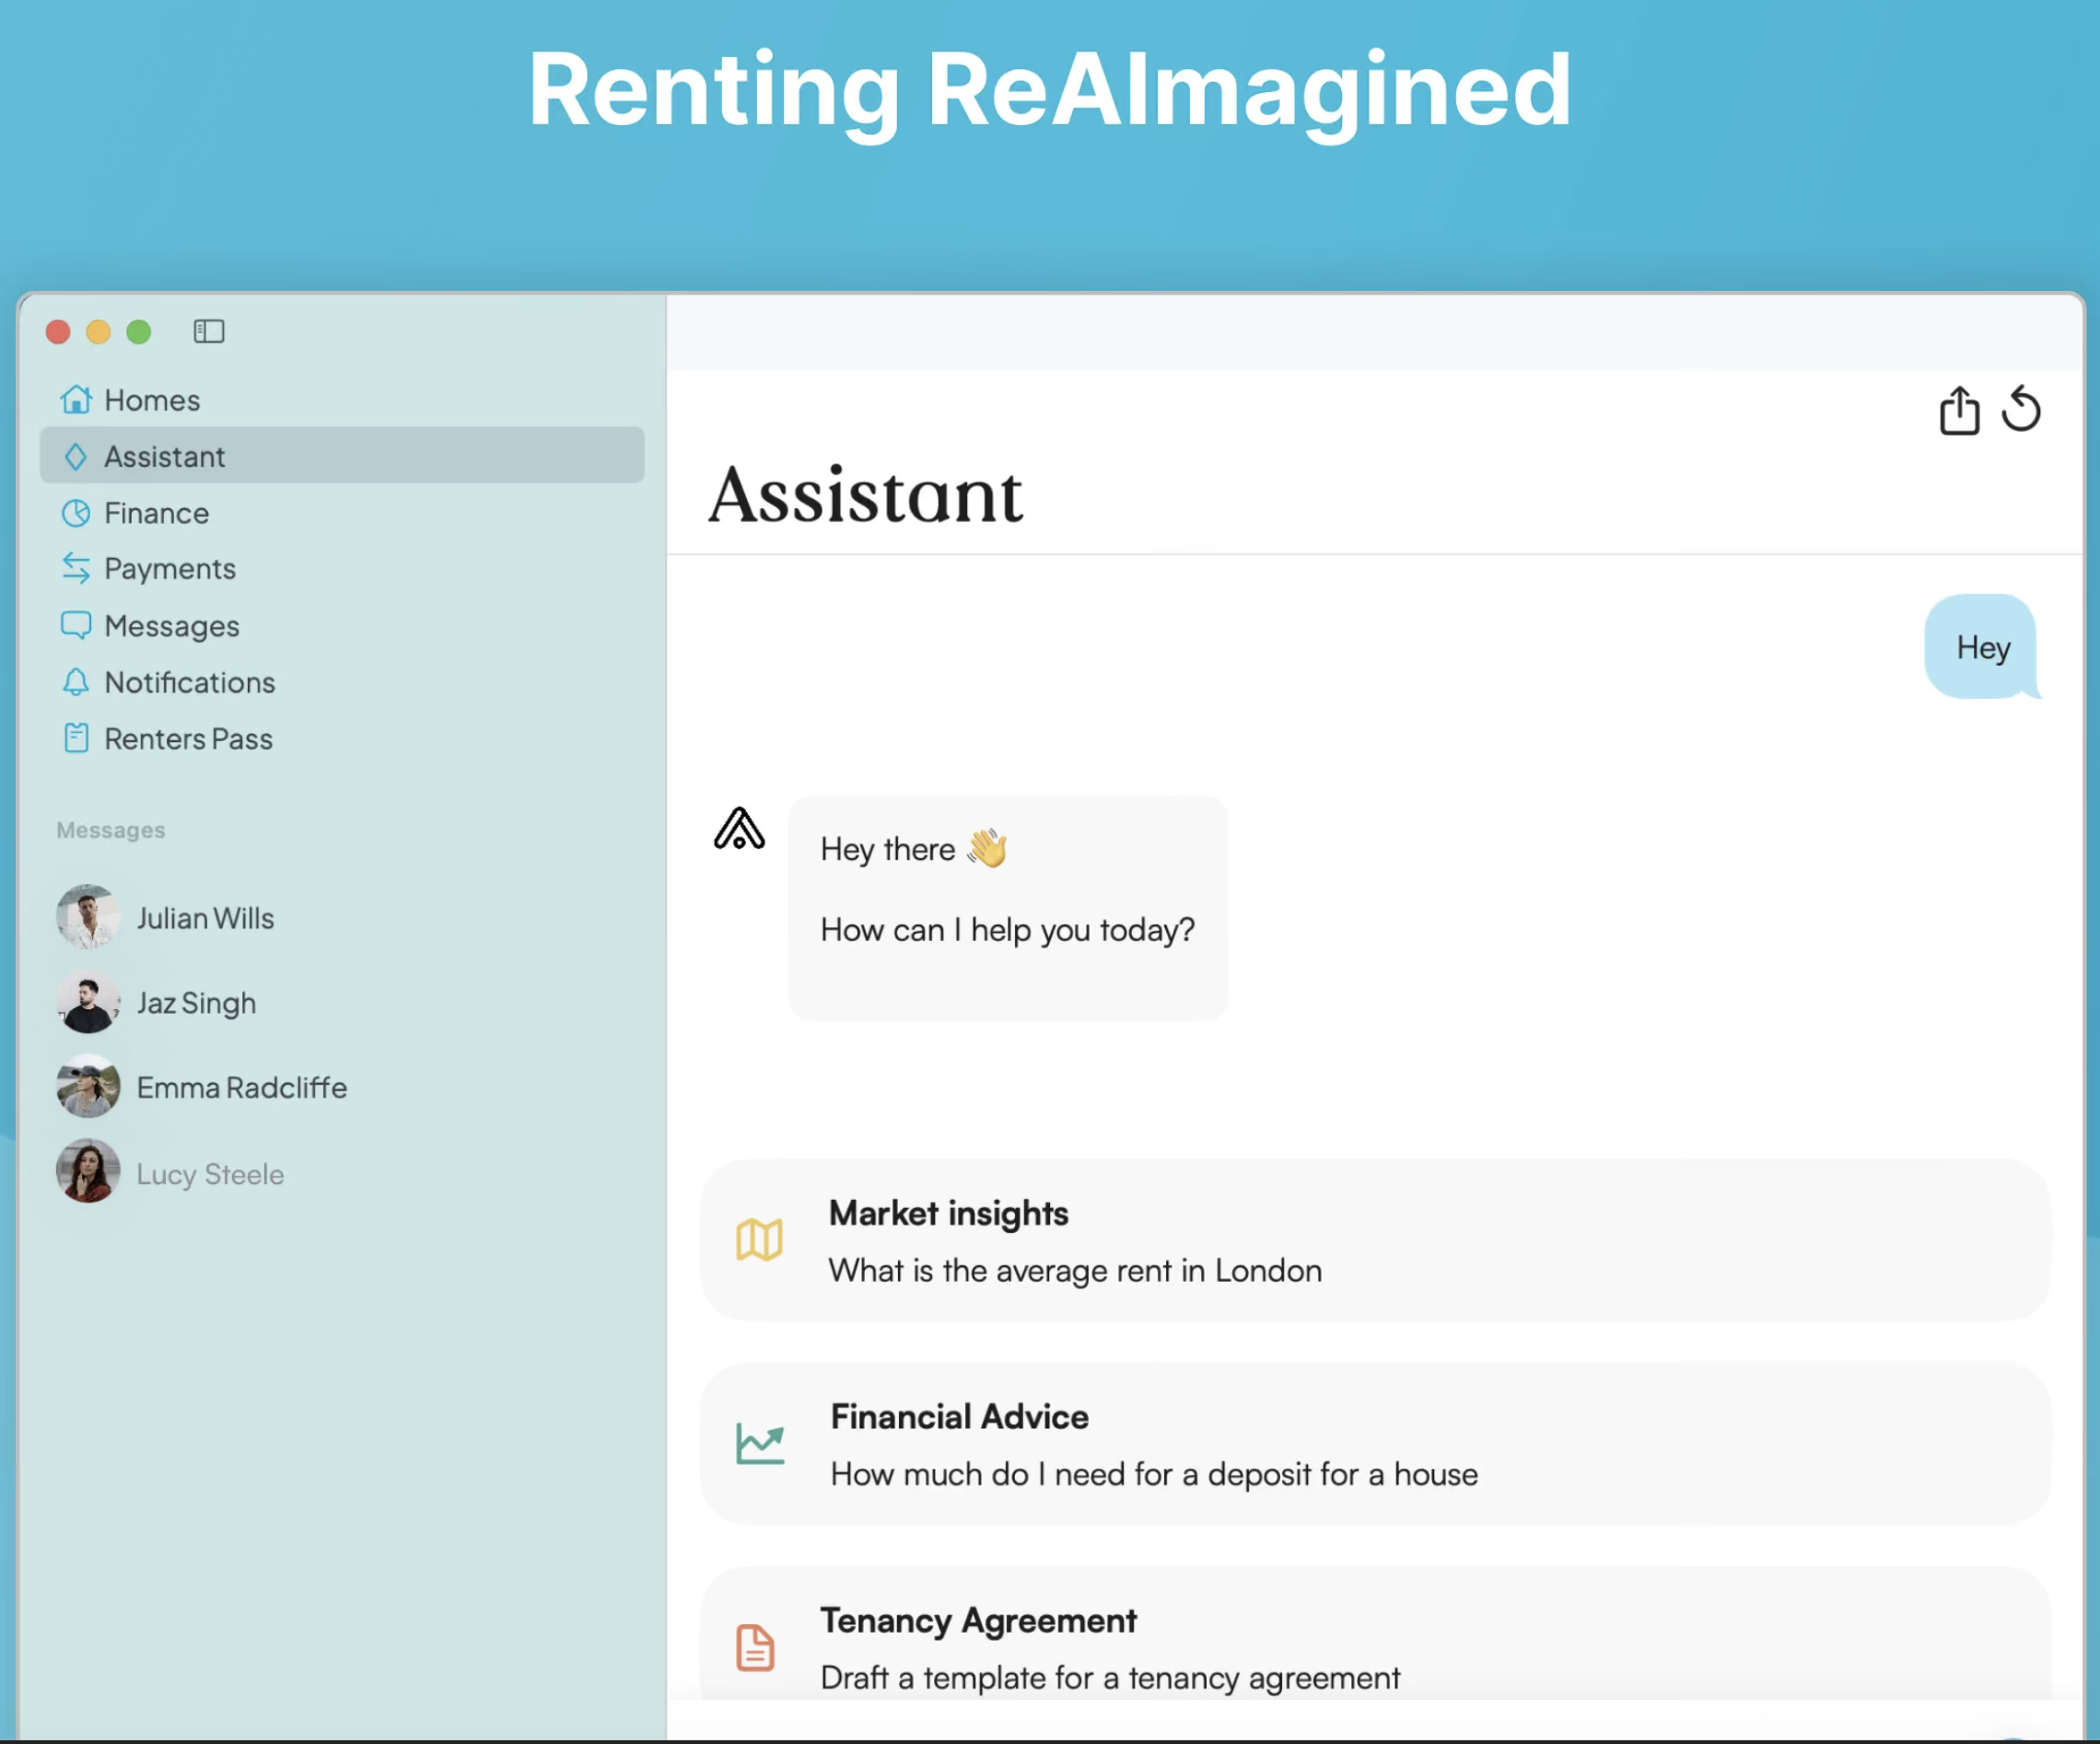 Renting ReAImagined
Homes
Assistant
Finance
Payments
Messages
Notifications
Renters Pass
Messages
Julian Wills
Jaz Singh
Emma Radcliffe
Lucy Steele
Assistant
Hey
Hey there 👋
How can I help you today?
Market insights
What is the average rent in London
Financial Advice
How much do I need for a deposit for a house
Tenancy Agreement
Draft a template for a tenancy agreement